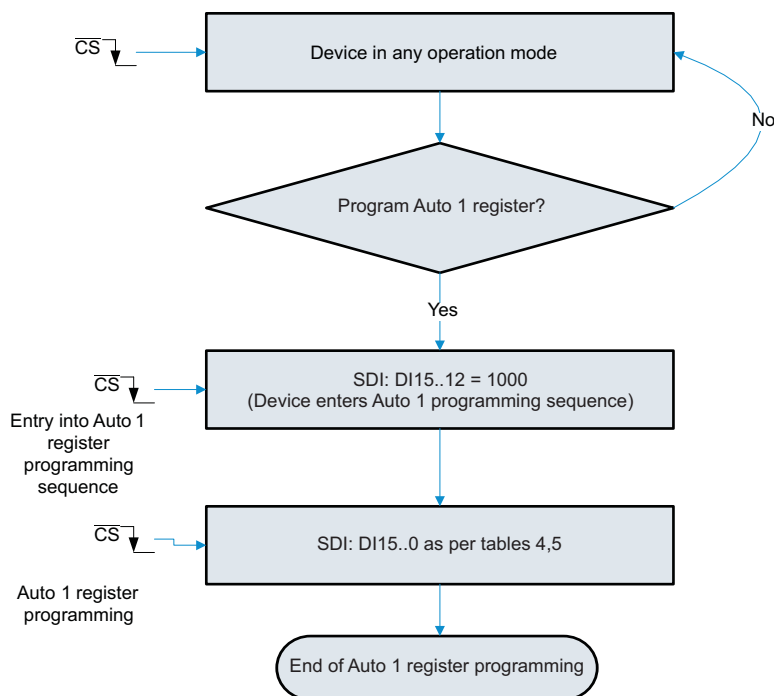 CS
Device in any operation mode
No
Program Auto 1 register?
Yes
CS
SDI: DI15..12 = 1000
(Device enters Auto 1 programming sequence)
Entry into Auto 1
register
programming
sequence
CS
SDI: DI15..0 as per tables 4,5
Auto 1 register
programming
End of Auto 1 register programming